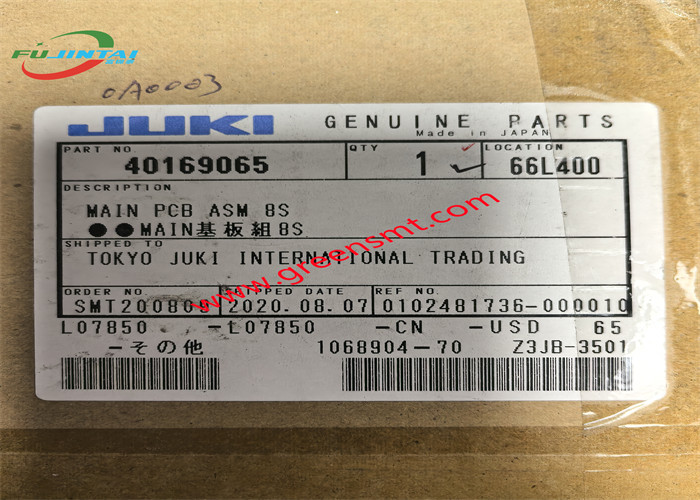 FUJINTAI
0A0003
JUKI GENUINE PARTS
Made in JAPAN
PART NO. QTY LOCATION
40169065 1 66L400
DESCRIPTION
MAIN PCB ASM 8S
●●MAIN基板組8S
SHIPPED TO
TOKYO JUKI INTERNATIONAL TRADING
ORDER NO. SHIPPED DATE REF NO.
2020.08.07 0102481736-000010
L07850 -L07850 -CN -USD 65
-その他 1068904-70 Z3JB-3501
www.greensmt.com